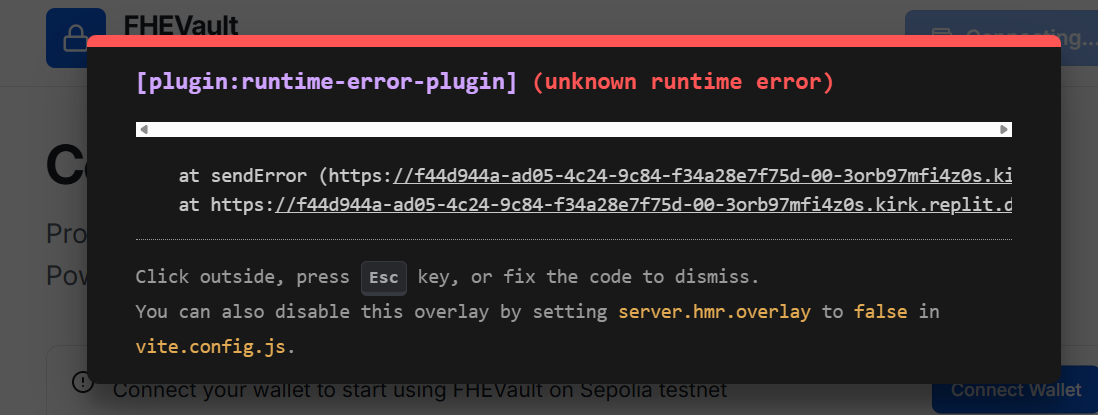 FHEVault
Connecting...
[plugin:runtime-error-plugin] (unknown runtime error)
at sendError (https://f44d944a-ad05-4c24-9c84-f34a28e7f75d-00-3orb97mfi4z0s.ki
at https://f44d944a-ad05-4c24-9c84-f34a28e7f75d-00-3orb97mfi4z0s.kirk.replit.d
Co
Pro
Pow
Click outside, press Esc key, or fix the code to dismiss.
You can also disable this overlay by setting server.hmr.overlay to false in
vite.config.js.
Connect your wallet to start using FHEVault on Sepolia testnet
Connect Wallet